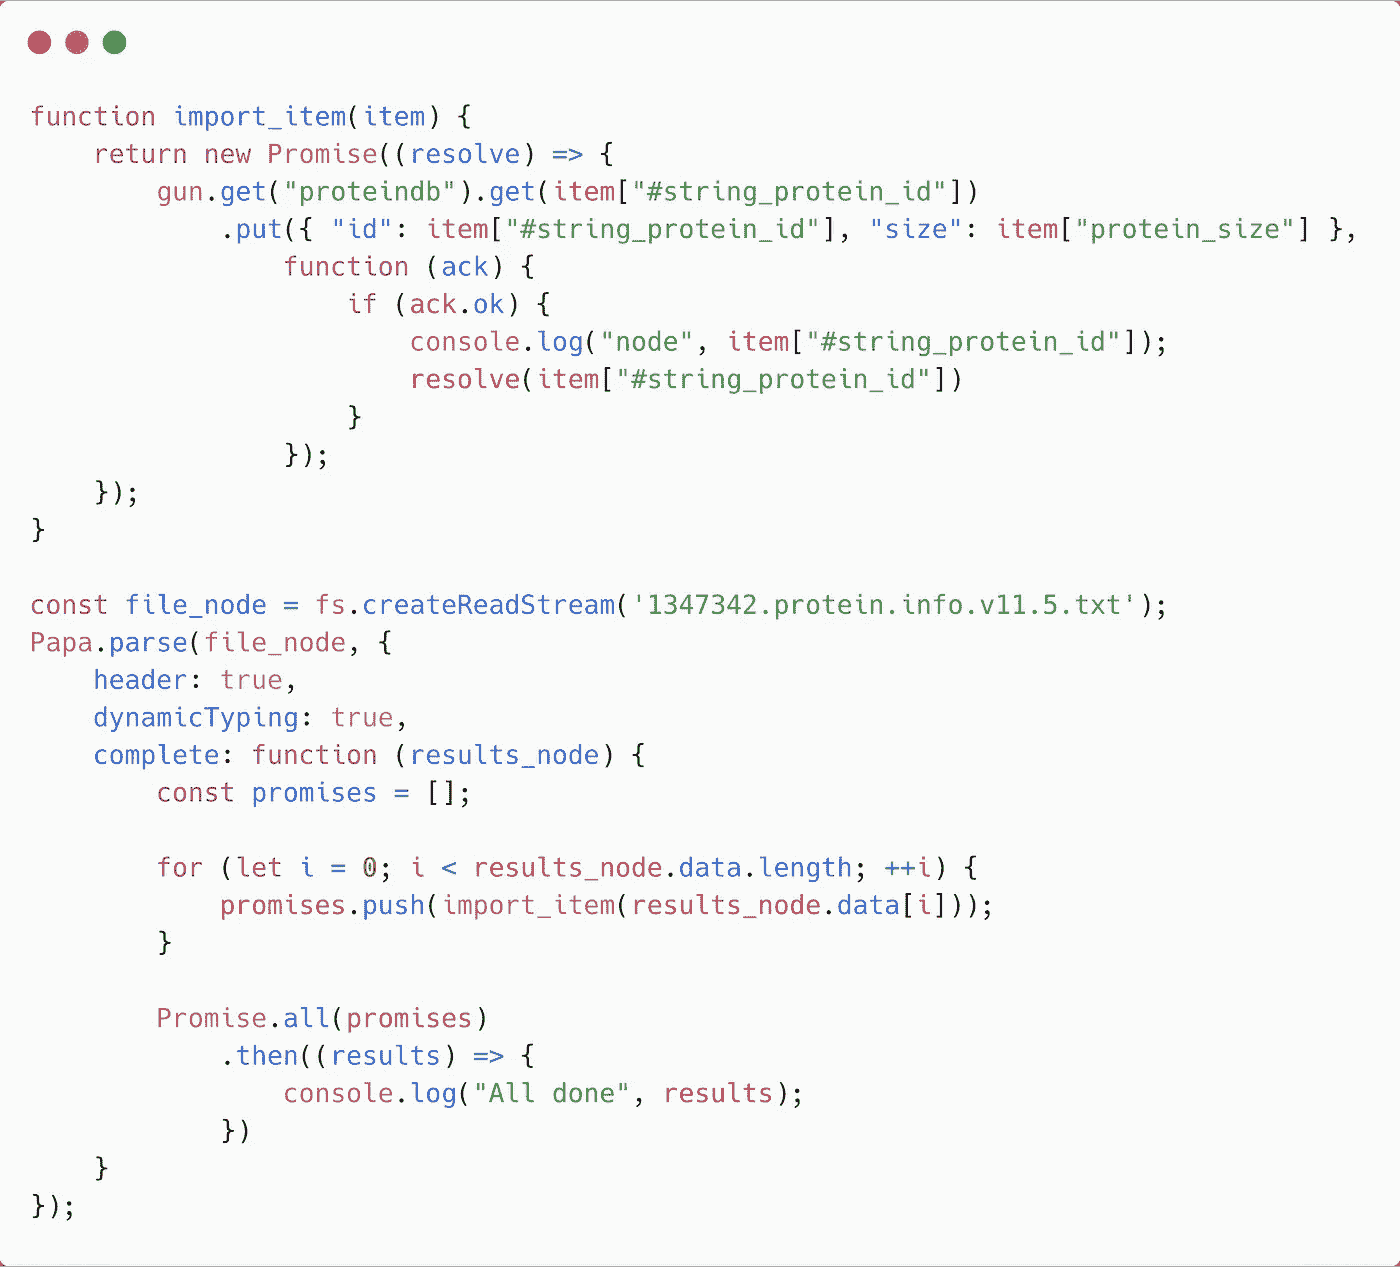 function import_item(item) {
    return new Promise((resolve) => {
        gun.get("proteindb").get(item["#string_protein_id"])
            .put({ "id": item["#string_protein_id"], "size": item["protein_size"] },
                function (ack) {
                    if (ack.ok) {
                        console.log("node", item["#string_protein_id"]);
                        resolve(item["#string_protein_id"])
                    }
                });
    });
}

const file_node = fs.createReadStream('1347342.protein.info.v11.5.txt');
Papa.parse(file_node, {
    header: true,
    dynamicTyping: true,
    complete: function (results_node) {
        const promises = [];

        for (let i = 0; i < results_node.data.length; ++i) {
            promises.push(import_item(results_node.data[i]));
        }

        Promise.all(promises)
            .then((results) => {
                console.log("All done", results);
            })
    }
});